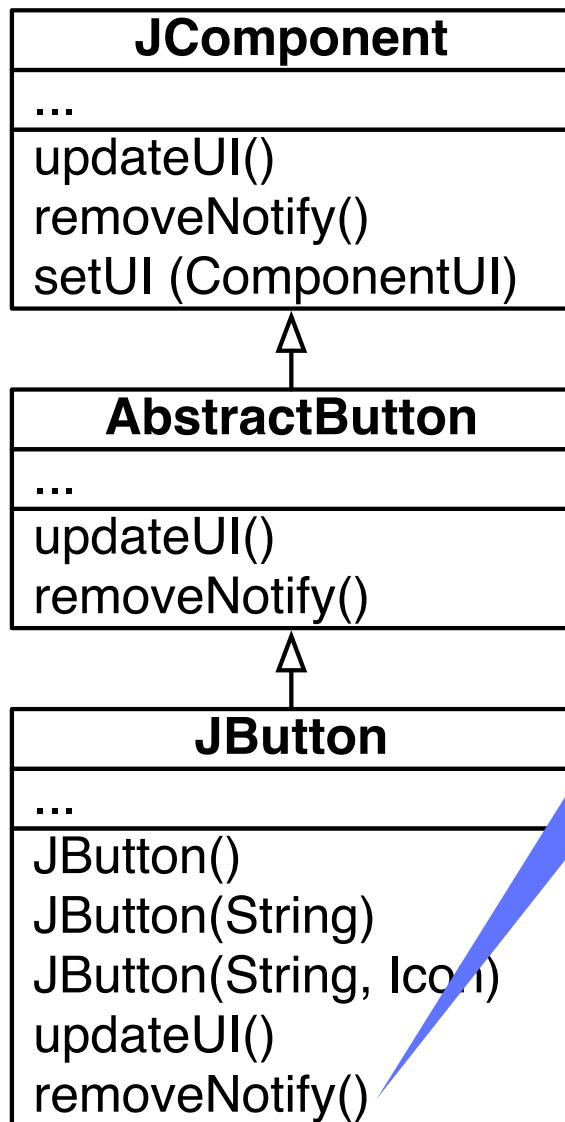 JComponent
...
updateUI()
removeNotify()
setUI (ComponentUI)
AbstractButton
...
updateUI()
removeNotify()
JButton
...
JButton()
JButton(String)
JButton(String, Icon)
updateUI()
removeNotify()